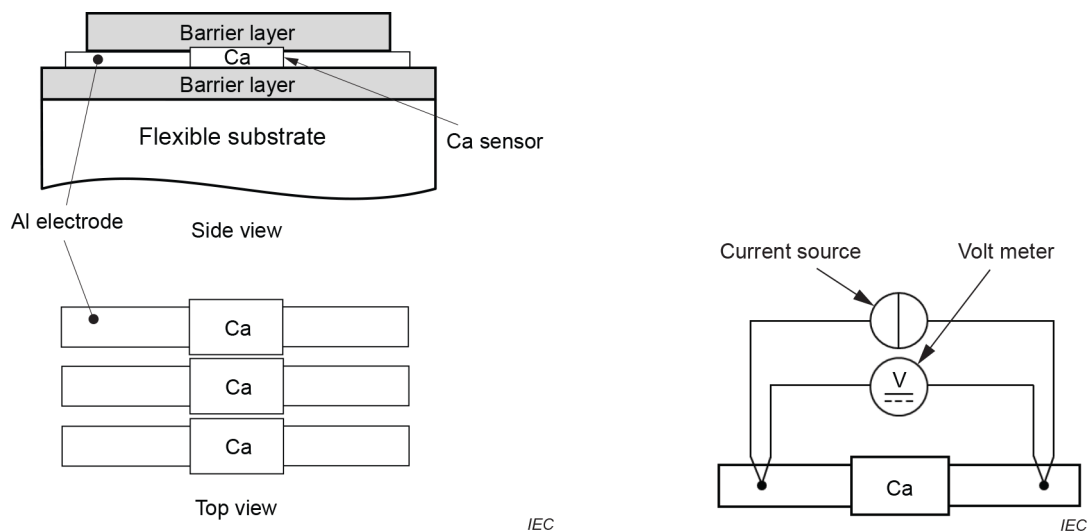 Barrier layer
Ca
Barrier layer
Flexible substrate
Ca sensor
Al electrode
Side view
Ca
Ca
Ca
Top view
IEC
Current source
Volt meter
V
Ca
IEC